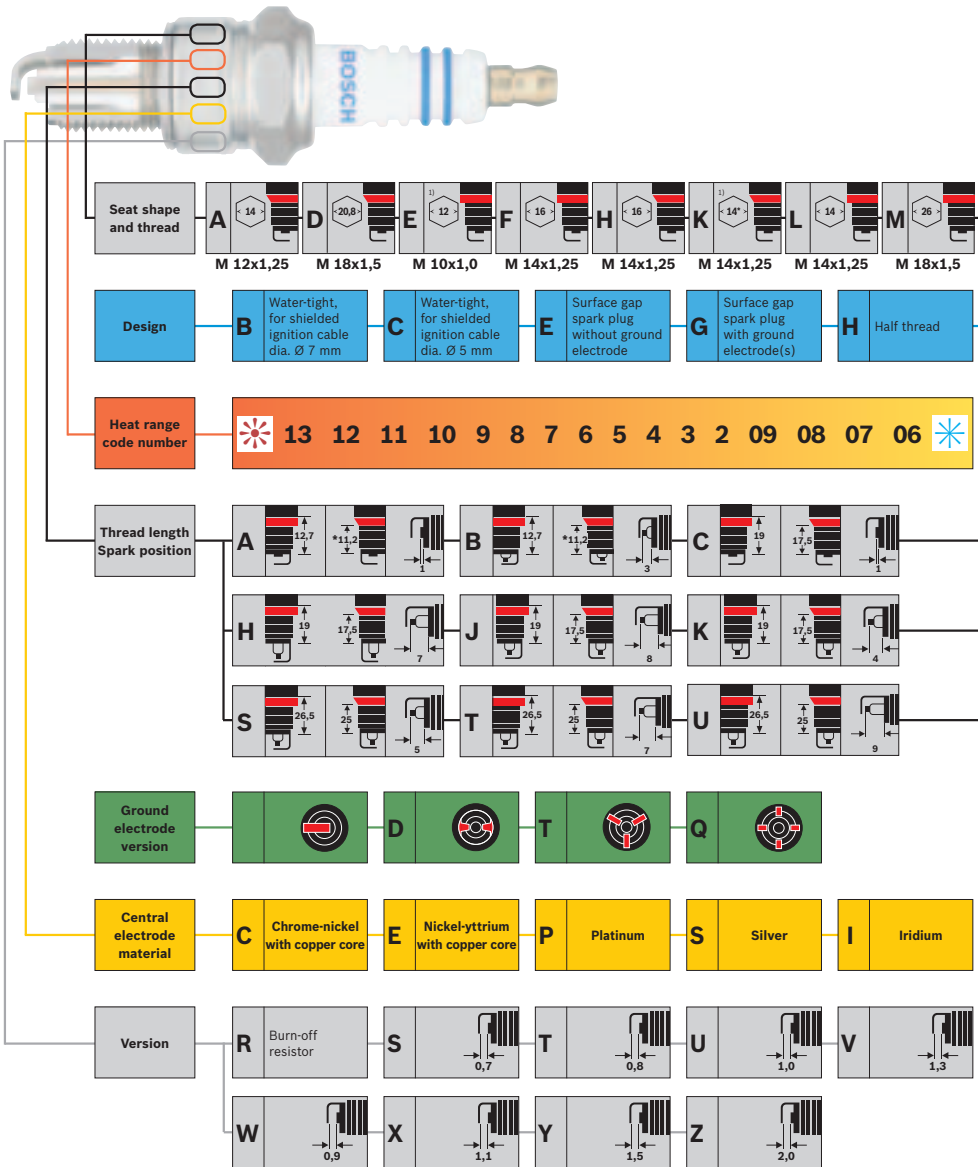 BOSCH
Seat shape
and thread
A
< 14 >
D
< 20,8 >
E
1)
< 12 >
F
< 16 >
H
< 16 >
K
1)
< 14* >
L
< 14 >
M
< 26 >
M 12x1,25
M 18x1,5
M 10x1,0
M 14x1,25
M 14x1,25
M 14x1,25
M 14x1,25
M 18x1,5
Design
B
Water-tight,
for shielded
ignition cable
dia. Ø 7 mm
C
Water-tight,
for shielded
ignition cable
dia. Ø 5 mm
E
Surface gap
spark plug
without ground
electrode
G
Surface gap
spark plug
with ground
electrode(s)
H
Half thread
Heat range
code number
13 12 11 10 9 8 7 6 5 4 3 2 09 08 07 06
Thread length
Spark position
A
12,7
*11,2
1
B
12,7
*11,2
3
C
19
17,5
1
H
19
17,5
7
J
19
17,5
8
K
19
17,5
4
S
26,5
25
5
T
26,5
25
7
U
26,5
25
9
Ground
electrode
version
D
T
Q
Central
electrode
material
C
Chrome-nickel
with copper core
E
Nickel-yttrium
with copper core
P
Platinum
S
Silver
I
Iridium
Version
R
Burn-off
resistor
S
0,7
T
0,8
U
1,0
V
1,3
W
0,9
X
1,1
Y
1,5
Z
2,0